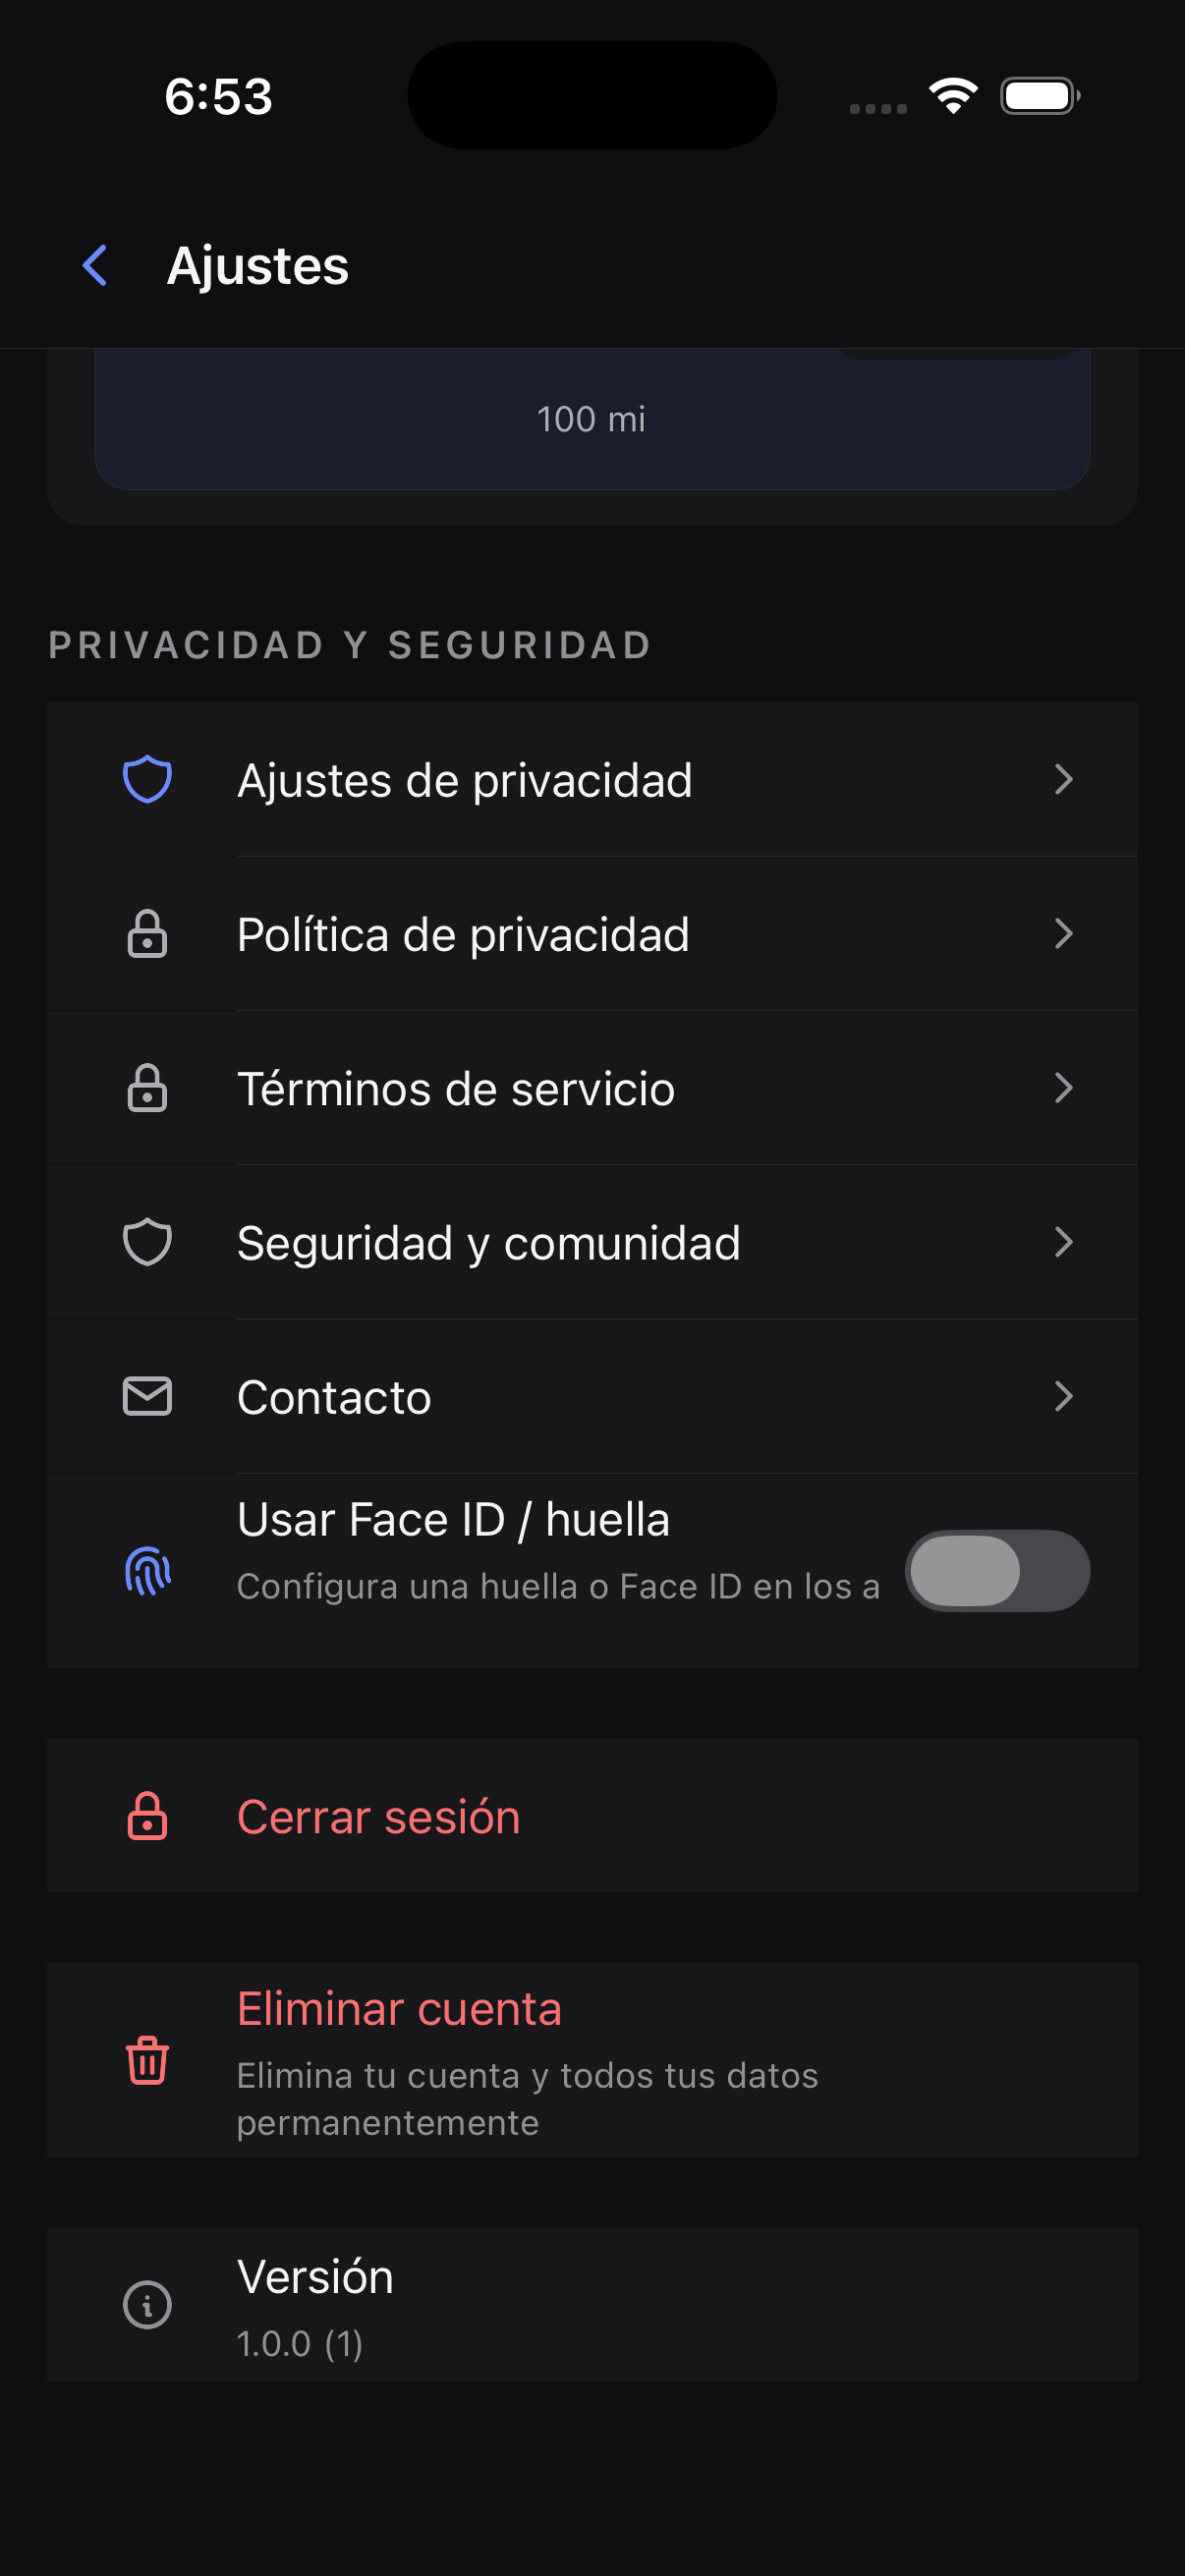 6:53
Ajustes
100 mi
PRIVACIDAD Y SEGURIDAD
Ajustes de privacidad
Política de privacidad
Términos de servicio
Seguridad y comunidad
Contacto
Usar Face ID / huella
Configura una huella o Face ID en los a
Cerrar sesión
Eliminar cuenta
Elimina tu cuenta y todos tus datos
permanentemente
Versión
1.0.0 (1)